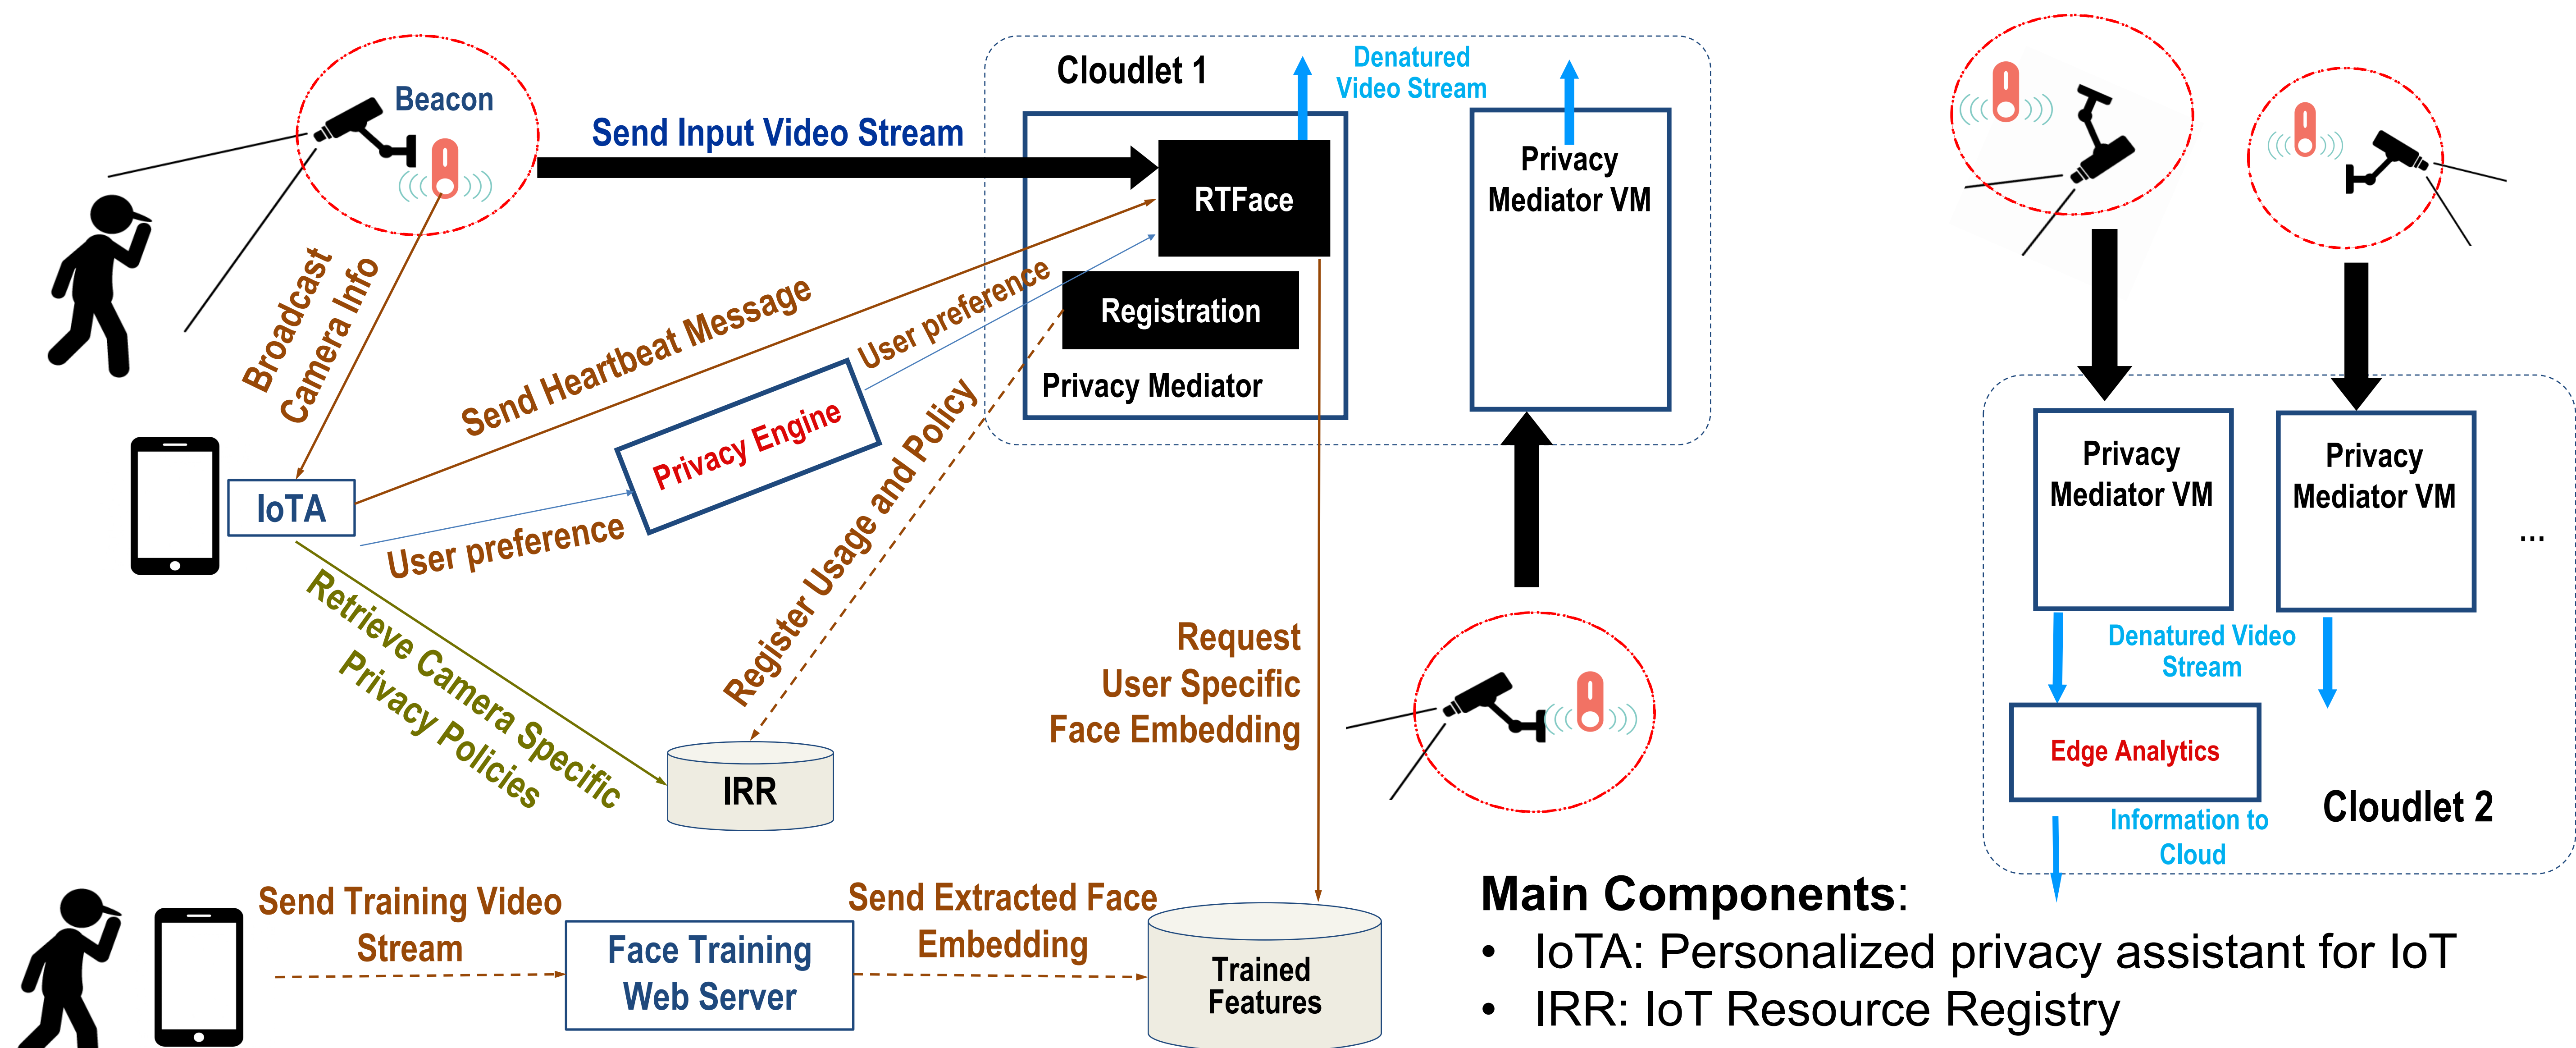 Beacon
Send Input Video Stream
Cloudlet 1
Denatured
Video Stream
RTFace
Registration
Privacy Mediator
Privacy
Mediator VM
Broadcast
Camera Info
Send Heartbeat Message
User preference
Privacy Engine
User preference
IoTA
Register Usage and Policy
Retrieve Camera Specific
Privacy Policies
IRR
Request
User Specific
Face Embedding
Send Training Video
Stream
Face Training
Web Server
Send Extracted Face
Embedding
Trained
Features
Privacy
Mediator VM
Privacy
Mediator VM
...
Denatured Video
Stream
Edge Analytics
Information to
Cloud
Cloudlet 2
Main Components:
• IoTA: Personalized privacy assistant for IoT
• IRR: IoT Resource Registry